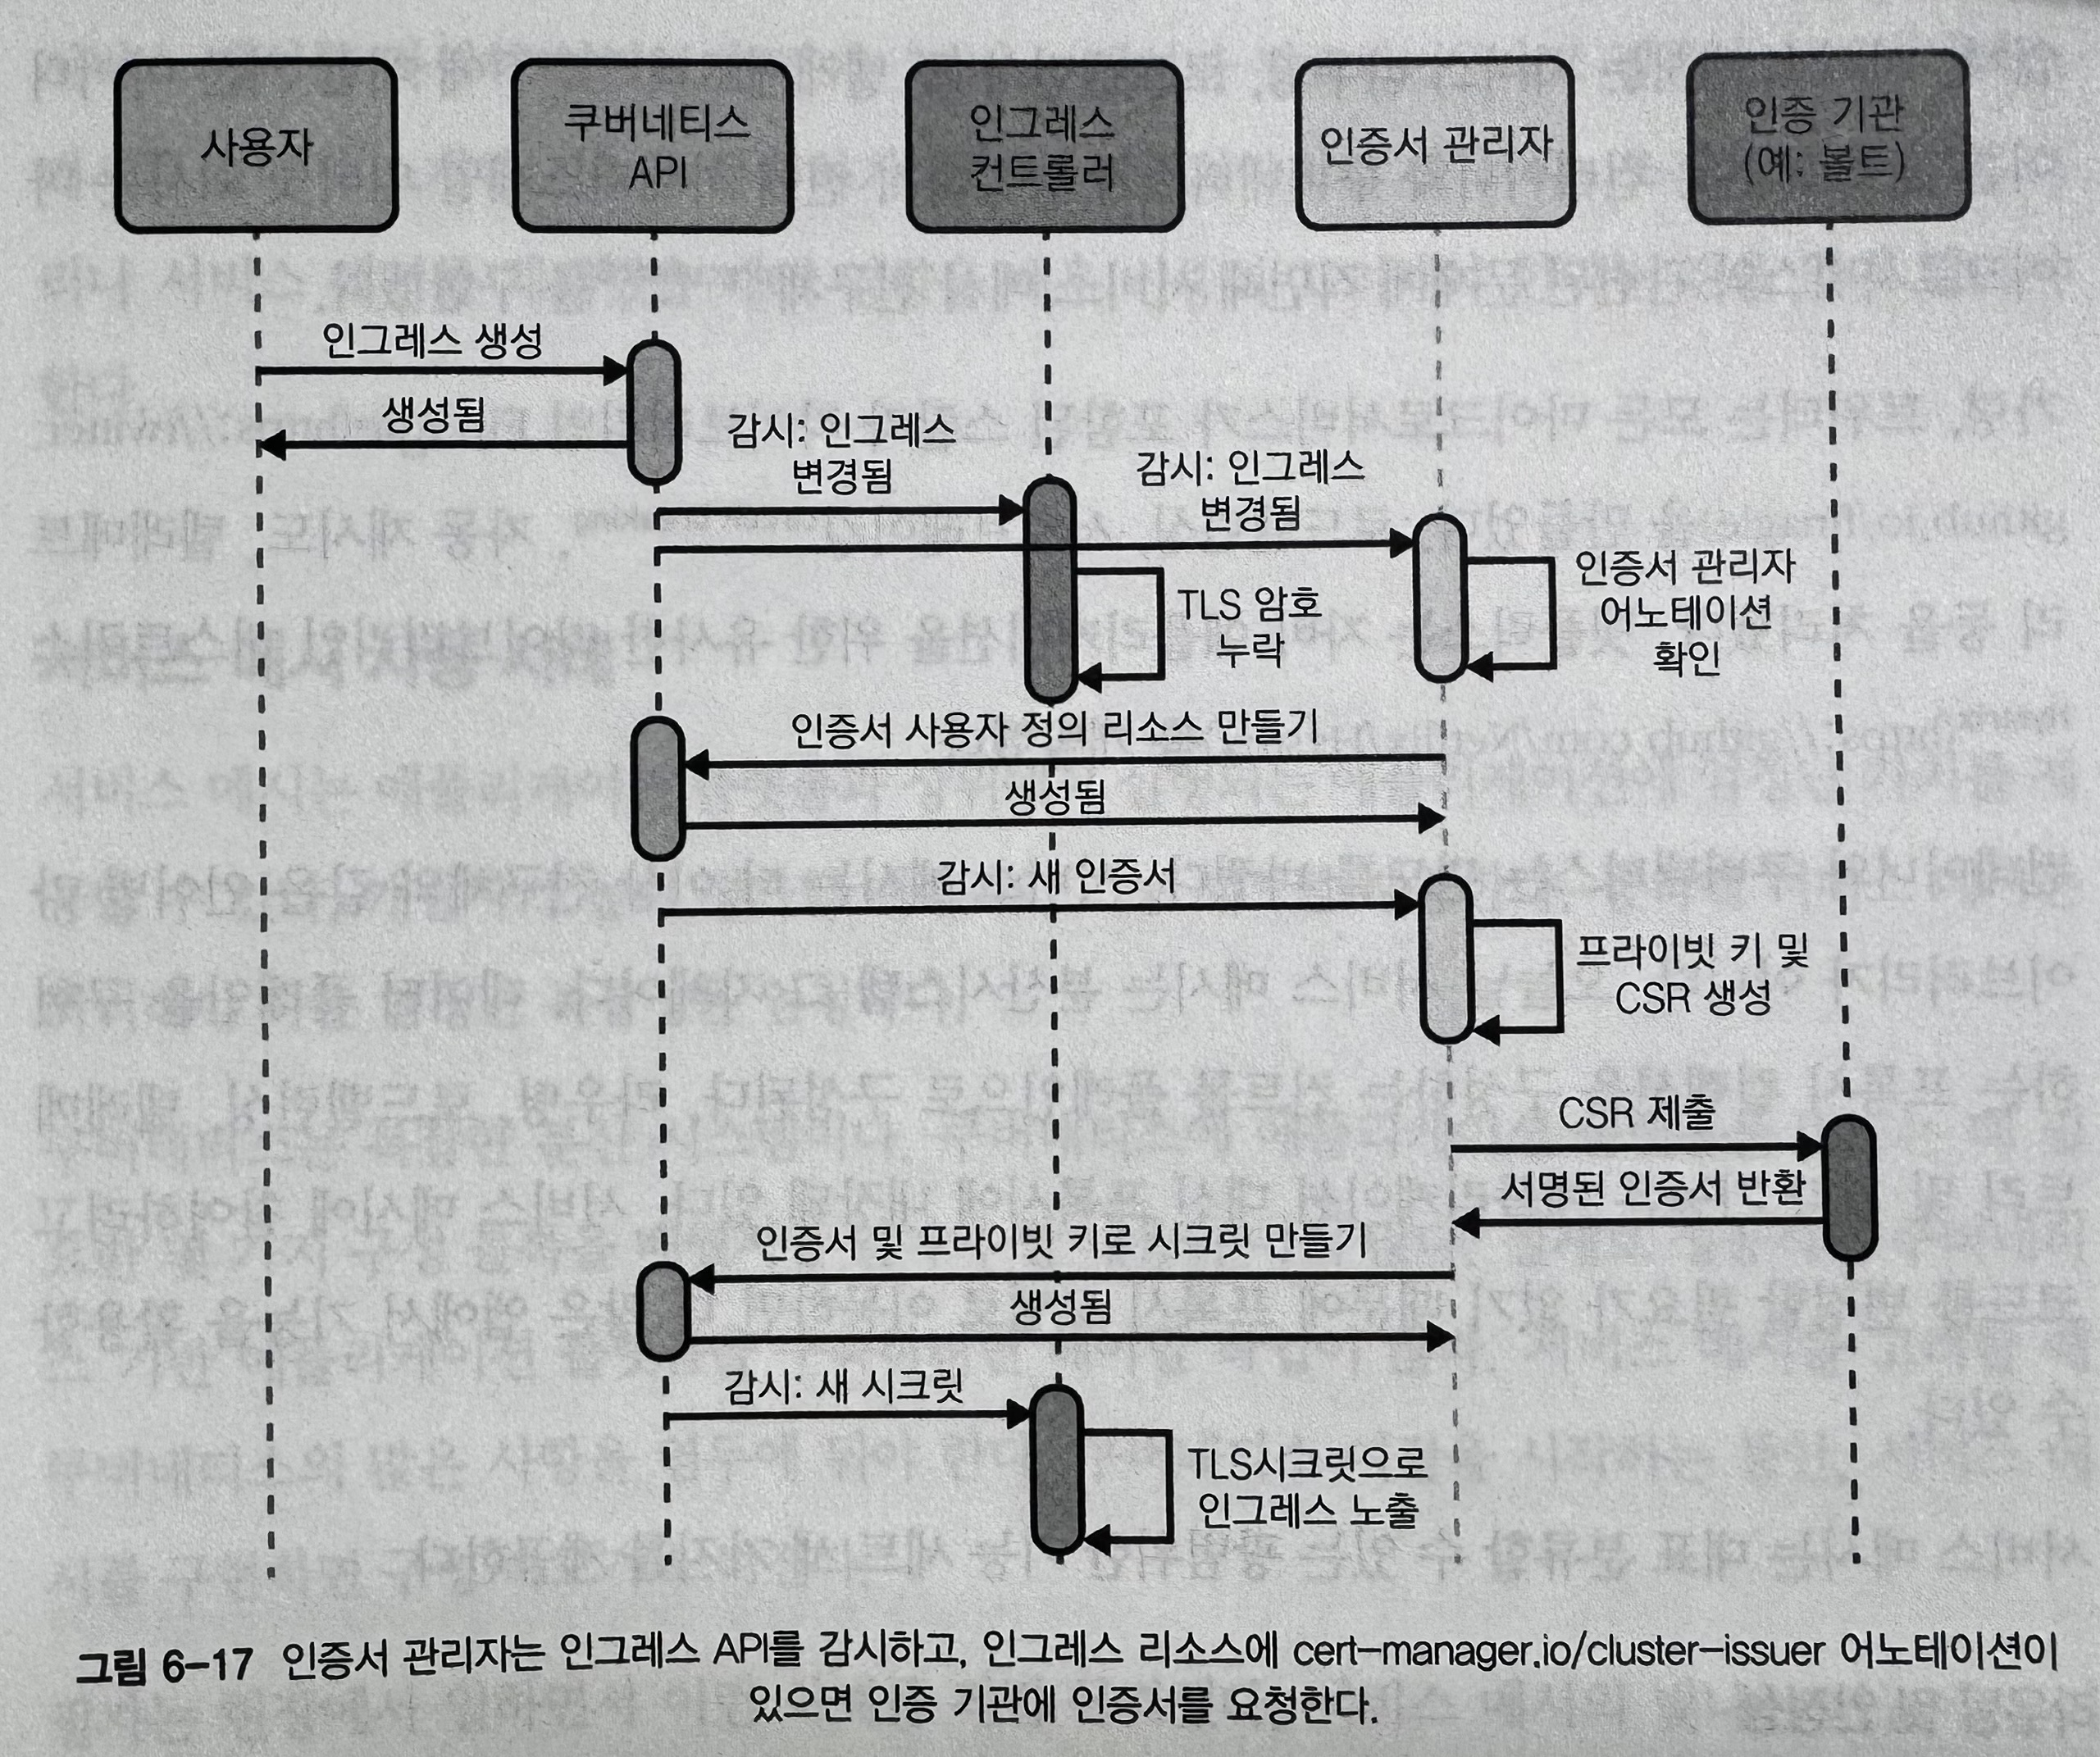 사용자
쿠버네티스
API
인그레스
컨트롤러
인증서 관리자
인증 기관
(예: 볼트)
인그레스 생성
생성됨
감시: 인그레스
변경됨
감시: 인그레스
변경됨
TLS 암호
누락
인증서 관리자
어노테이션
확인
인증서 사용자 정의 리소스 만들기
생성됨
감시: 새 인증서
프라이빗 키 및
CSR 생성
CSR 제출
서명된 인증서 반환
인증서 및 프라이빗 키로 시크릿 만들기
생성됨
감시: 새 시크릿
TLS시크릿으로
인그레스 노출
그림 6-17 인증서 관리자는 인그레스 API를 감시하고, 인그레스 리소스에 cert-manager.io/cluster-issuer 어노테이션이
있으면 인증 기관에 인증서를 요청한다.